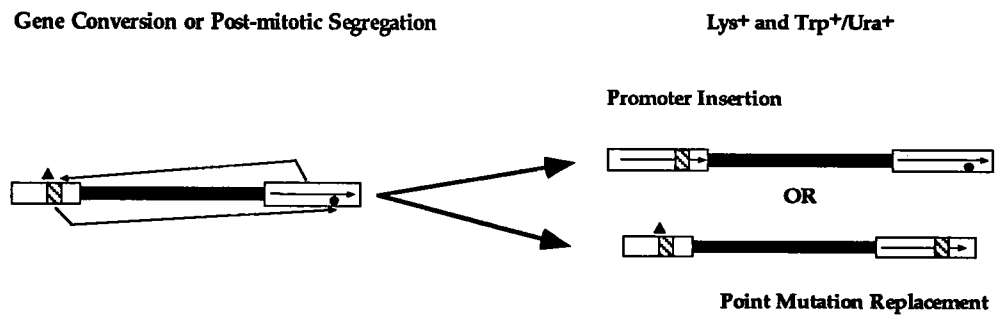 Gene Conversion or Post-mitotic Segregation
Lys+ and Trp+/Ura+
Promoter Insertion
OR
Point Mutation Replacement